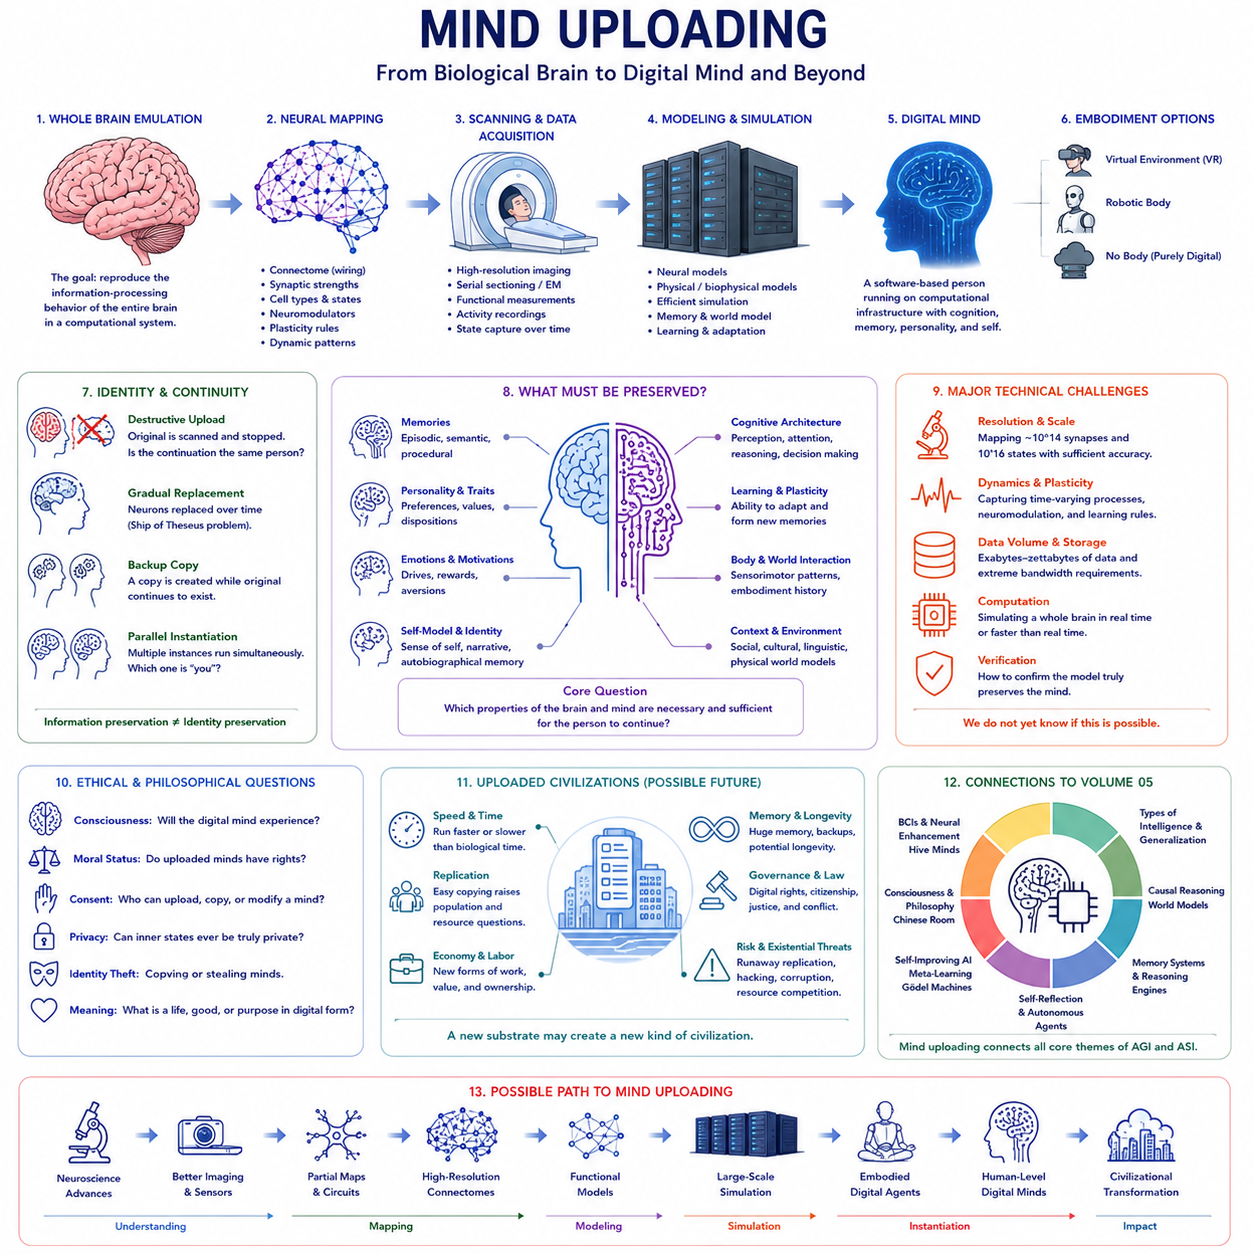 MIND UPLOADING
From Biological Brain to Digital Mind and Beyond
1. WHOLE BRAIN EMULATION
The goal: reproduce the
information-processing
behavior of the entire brain
in a computational system.
2. NEURAL MAPPING
• Connectome (wiring)
• Synaptic strengths
• Cell types & states
• Neuromodulators
• Plasticity rules
• Dynamic patterns
3. SCANNING & DATA
ACQUISITION
• High-resolution imaging
• Serial sectioning / EM
• Functional measurements
• Activity recordings
• State capture over time
4. MODELING & SIMULATION
• Neural models
• Physical / biophysical models
• Efficient simulation
• Memory & world model
• Learning & adaptation
5. DIGITAL MIND
A software-based person
running on computational
infrastructure with cognition,
memory, personality, and self.
6. EMBODIMENT OPTIONS
Virtual Environment (VR)
Robotic Body
No Body (Purely Digital)
7. IDENTITY & CONTINUITY
Destructive Upload
Original is scanned and stopped.
Is the continuation the same person?
Gradual Replacement
Neurons replaced over time
(Ship of Theseus problem).
Backup Copy
A copy is created while original
continues to exist.
Parallel Instantiation
Multiple instances run simultaneously.
Which one is "you"?
Information preservation ≠ Identity preservation
8. WHAT MUST BE PRESERVED?
Memories
Episodic, semantic,
procedural
Personality & Traits
Preferences, values,
dispositions
Emotions & Motivations
Drives, rewards,
aversions
Self-Model & Identity
Sense of self, narrative,
autobiographical memory
Cognitive Architecture
Perception, attention,
reasoning, decision making
Learning & Plasticity
Ability to adapt and
form new memories
Body & World Interaction
Sensorimotor patterns,
embodiment history
Context & Environment
Social, cultural, linguistic,
physical world models
Core Question
Which properties of the brain and mind are necessary and sufficient
for the person to continue?
9. MAJOR TECHNICAL CHALLENGES
Resolution & Scale
Mapping ~10^14 synapses and
10^16 states with sufficient accuracy.
Dynamics & Plasticity
Capturing time-varying processes,
neuromodulation, and learning rules.
Data Volume & Storage
Exabytes–zettabytes of data and
extreme bandwidth requirements.
Computation
Simulating a whole brain in real time
or faster than real time.
Verification
How to confirm the model truly
preserves the mind.
We do not yet know if this is possible.
10. ETHICAL & PHILOSOPHICAL QUESTIONS
Consciousness: Will the digital mind experience?
Moral Status: Do uploaded minds have rights?
Consent: Who can upload, copy, or modify a mind?
Privacy: Can inner states ever be truly private?
Identity Theft: Copving or stealing minds.
Meaning: What is a life, good, or purpose in digital form?
11. UPLOADED CIVILIZATIONS (POSSIBLE FUTURE)
Speed & Time
Run faster or slower
than biological time.
Replication
Easy copying raises
population and
resource questions.
Economy & Labor
New forms of work,
value, and ownership.
Memory & Longevity
Huge memory, backups,
potential longevity.
Governance & Law
Digital rights, citizenship,
justice, and conflict.
Risk & Existential Threats
Runaway replication,
hacking, corruption,
resource competition.
A new substrate may create a new kind of civilization.
12. CONNECTIONS TO VOLUME 05
BCIs & Neural
Enhancement
Hive Minds
Types of
Intelligence &
Generalization
Consciousness &
Philosophy
Chinese Room
Causal Reasoning
World Models
Self-Improving AI
Meta-Learning
Gödel Machines
Memory Systems
& Reasoning
Engines
Self-Reflection
& Autonomous
Agents
Mind uploading connects all core themes of AGI and ASI.
13. POSSIBLE PATH TO MIND UPLOADING
Neuroscience
Advances
Better Imaging
& Sensors
Partial Maps
& Circuits
High-Resolution
Connectomes
Functional
Models
Large-Scale
Simulation
Embodied
Digital Agents
Human-Level
Digital Minds
Civilizational
Transformation
Understanding
Mapping
Modeling
Simulation
Instantiation
Impact